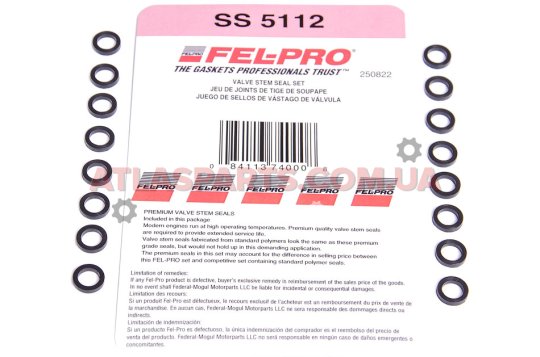 SS 5112
FEL-PRO
FEL-PRO®
THE GASKETS PROFESSIONALS TRUST™
250822
VALVE STEM SEAL SET
JEU DE JOINTS DE TIGE DE SOUPAPE
JUEGO DE SELLOS DE VASTAGO DE VÁLVULA
0 84113 74000 6
FEL-PRO FEL-PRO FEL-PRO FEL-PRO FEL-PRO
ATLASPARTS.COM.UA
PREMIUM VALVE STEM SEALS
Included in this package:
Modern engines run at high operating temperatures. Premium quality valve stem seals
are required to provide extended service life.
Valve stem seals fabricated from standard polymers look the same as these premium
grade seals, but would not hold up in this demanding application.
The premium seals in this set may account for the difference in selling price between
this FEL-PRO set and competitive set containing standard polymer seals.
Limitation of remedies:
If any Fel-Pro product is defective, buyer's exclusive remedy is reimbursement of the sales price of the goods.
In no event shall Federal-Mogul Motorparts LLC be liable for incidental or consequential damages.
Limitation des recours:
Si un produit Fel-Pro est défectueux, le recours exclusif de l'acheteur est un reimboursement du prix de vente de
la marchandise. En aucun cas, Federal-Mogul Motorparts LLC ne sera responsable des dommages directs ou
indirects.
Limitación de indemnización:
Si un producto Fel-Pro es defectuoso, la única indemnización del comprador es el reembolso del precio de
venta del producto. Federal-Mogul Motorparts LLC no será responsable en ningún caso de daños emergentes o
concomitantes.